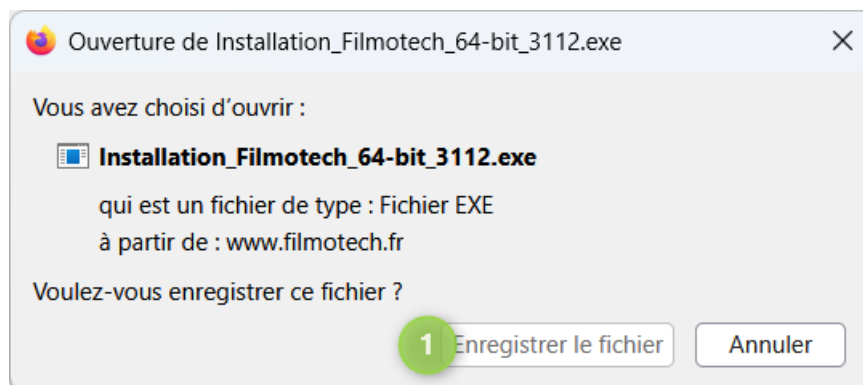 Ouverture de Installation_Filmotech_64-bit_3112.exe
Vous avez choisi d'ouvrir :
Installation_Filmotech_64-bit_3112.exe
qui est un fichier de type : Fichier EXE
à partir de : www.filmotech.fr
Voulez-vous enregistrer ce fichier ?
1 Enregistrer le fichier Annuler